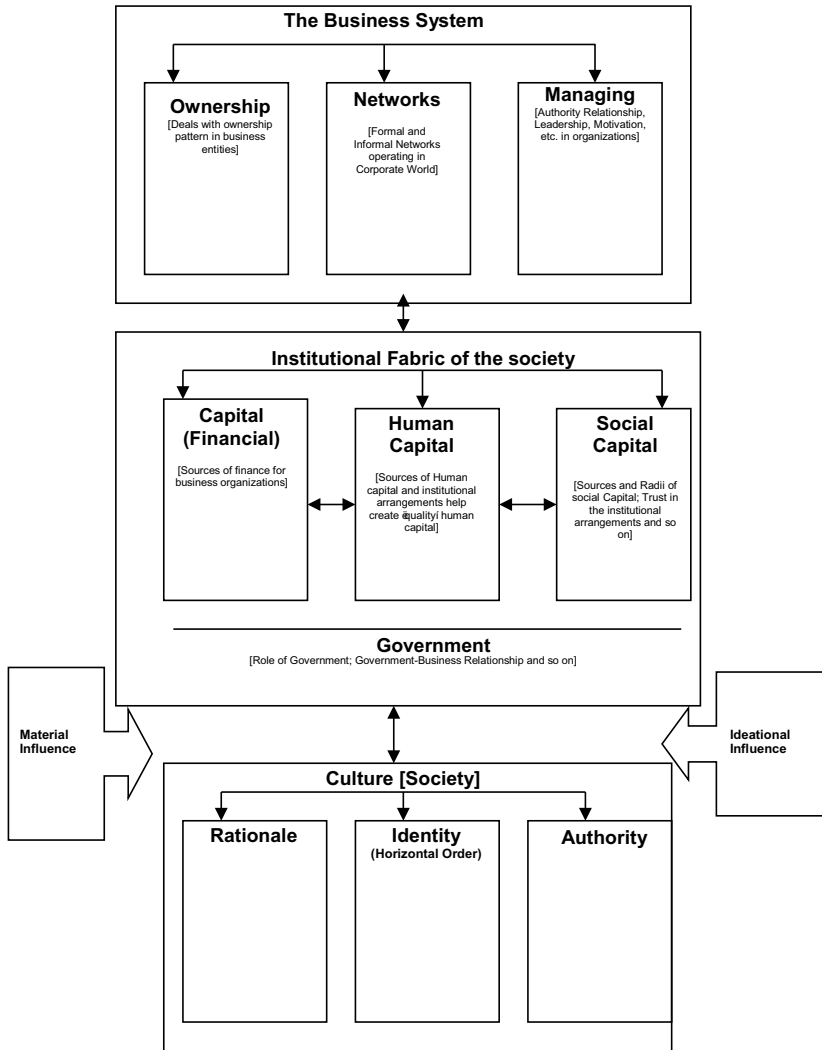 The Business System
Ownership
[Deals with ownership
pattern in business
entities]
Networks
[Formal and
Informal Networks
operating in
Corporate World]
Managing
[Authority Relationship,
Leadership, Motivation,
etc. in organizations]
Institutional Fabric of the society
Capital
(Financial)
[Sources of finance for
business organizations]
Human
Capital
[Sources of Human
capital and institutional
arrangements help
create ëqualityí human
capital]
Social
Capital
[Sources and Radii of
social Capital; Trust in
the institutional
arrangements and so
on]
Government
[Role of Government; Government-Business Relationship and so on]
Material
Influence
Ideational
Influence
Culture [Society]
Rationale
Identity
(Horizontal Order)
Authority